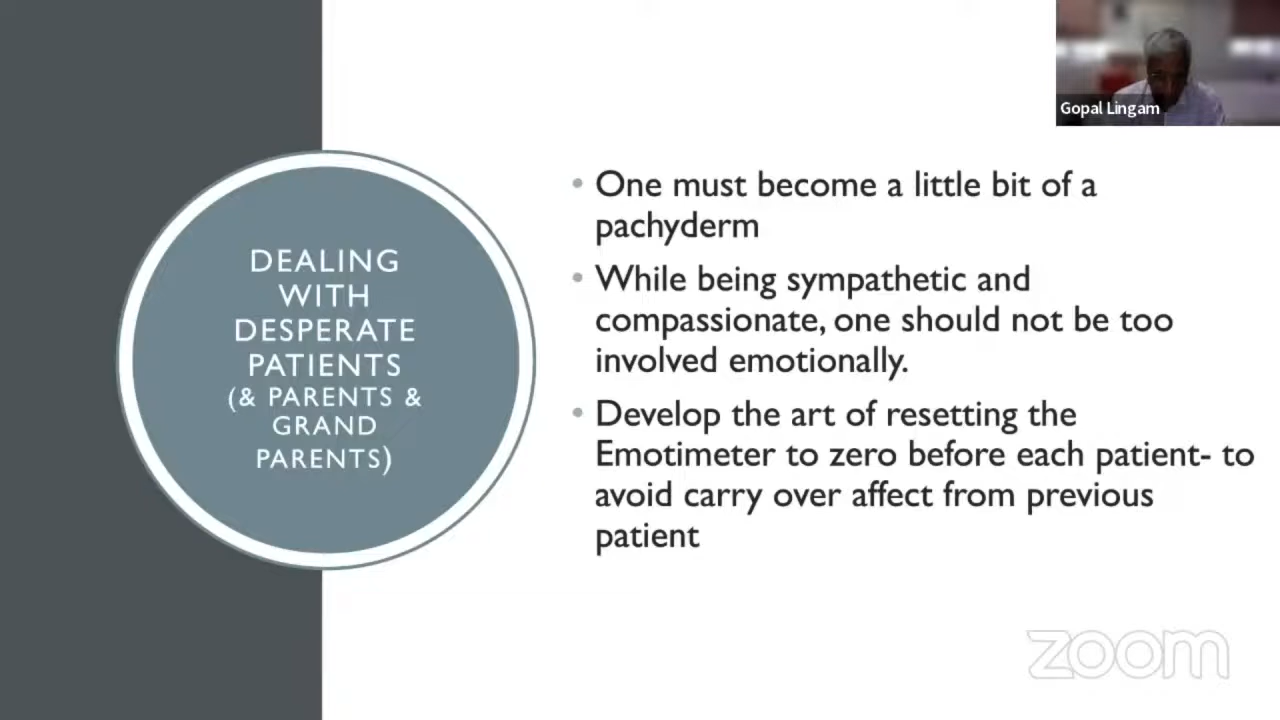 Gopal Lingam
DEALING
WITH
DESPERATE
PATIENTS
(& PARENTS &
GRAND
PARENTS)
• One must become a little bit of a
pachyderm
• While being sympathetic and
compassionate, one should not be too
involved emotionally.
• Develop the art of resetting the
Emotimeter to zero before each patient- to
avoid carry over affect from previous
patient
zoom